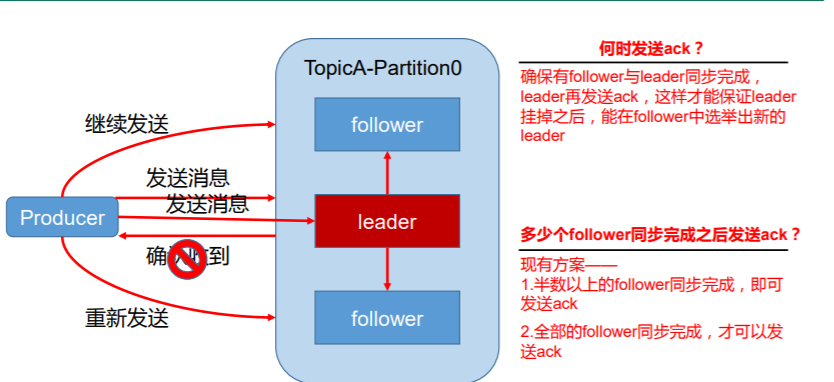 TopicA-Partition0
follower
继续发送
发送消息
发送消息
Producer
leader
确认收到
重新发送
follower
何时发送ack？
确保有follower与leader同步完成，
leader再发送ack，这样才能保证leader
挂掉之后，能在follower中选举出新的
leader
多少个follower同步完成之后发送ack？
现有方案——
1.半数以上的follower同步完成，即可
发送ack
2.全部的follower同步完成，才可以发
送ack